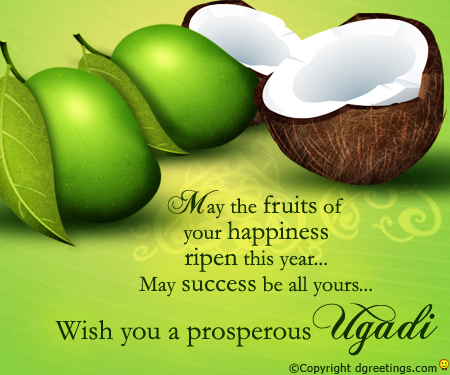 May the fruits of
your happiness
ripen this year...
May success be all yours...
Wish you a prosperous Ugadi
©Copyright dgreetings.com